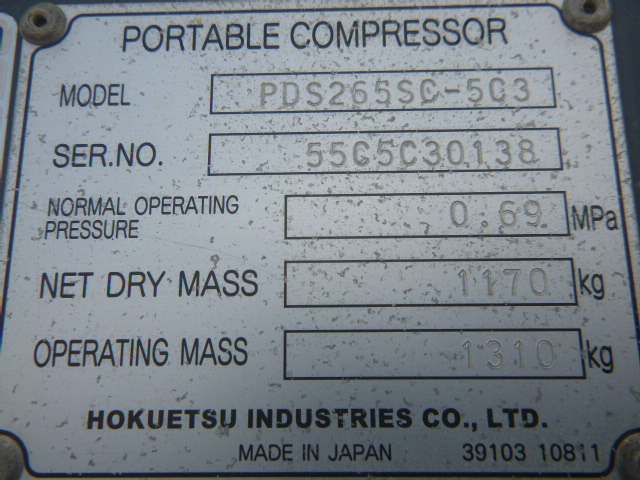 PORTABLE COMPRESSOR
MODEL PDS265SC-5C3
SER.NO. 55C5C30138
NORMAL OPERATING
PRESSURE 0.69 MPa
NET DRY MASS 1170 kg
OPERATING MASS 1310 kg
HOKUETSU INDUSTRIES CO., LTD.
MADE IN JAPAN 39103 10811